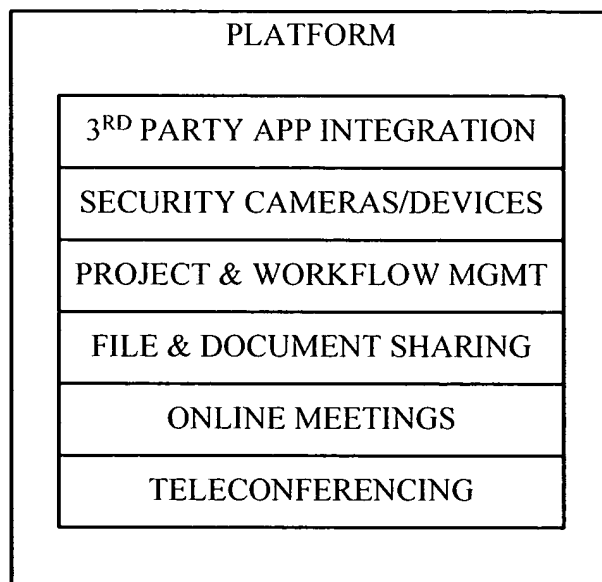 PLATFORM
3RD PARTY APP INTEGRATION
SECURITY CAMERAS/DEVICES
PROJECT & WORKFLOW MGMT
FILE & DOCUMENT SHARING
ONLINE MEETINGS
TELECONFERENCING